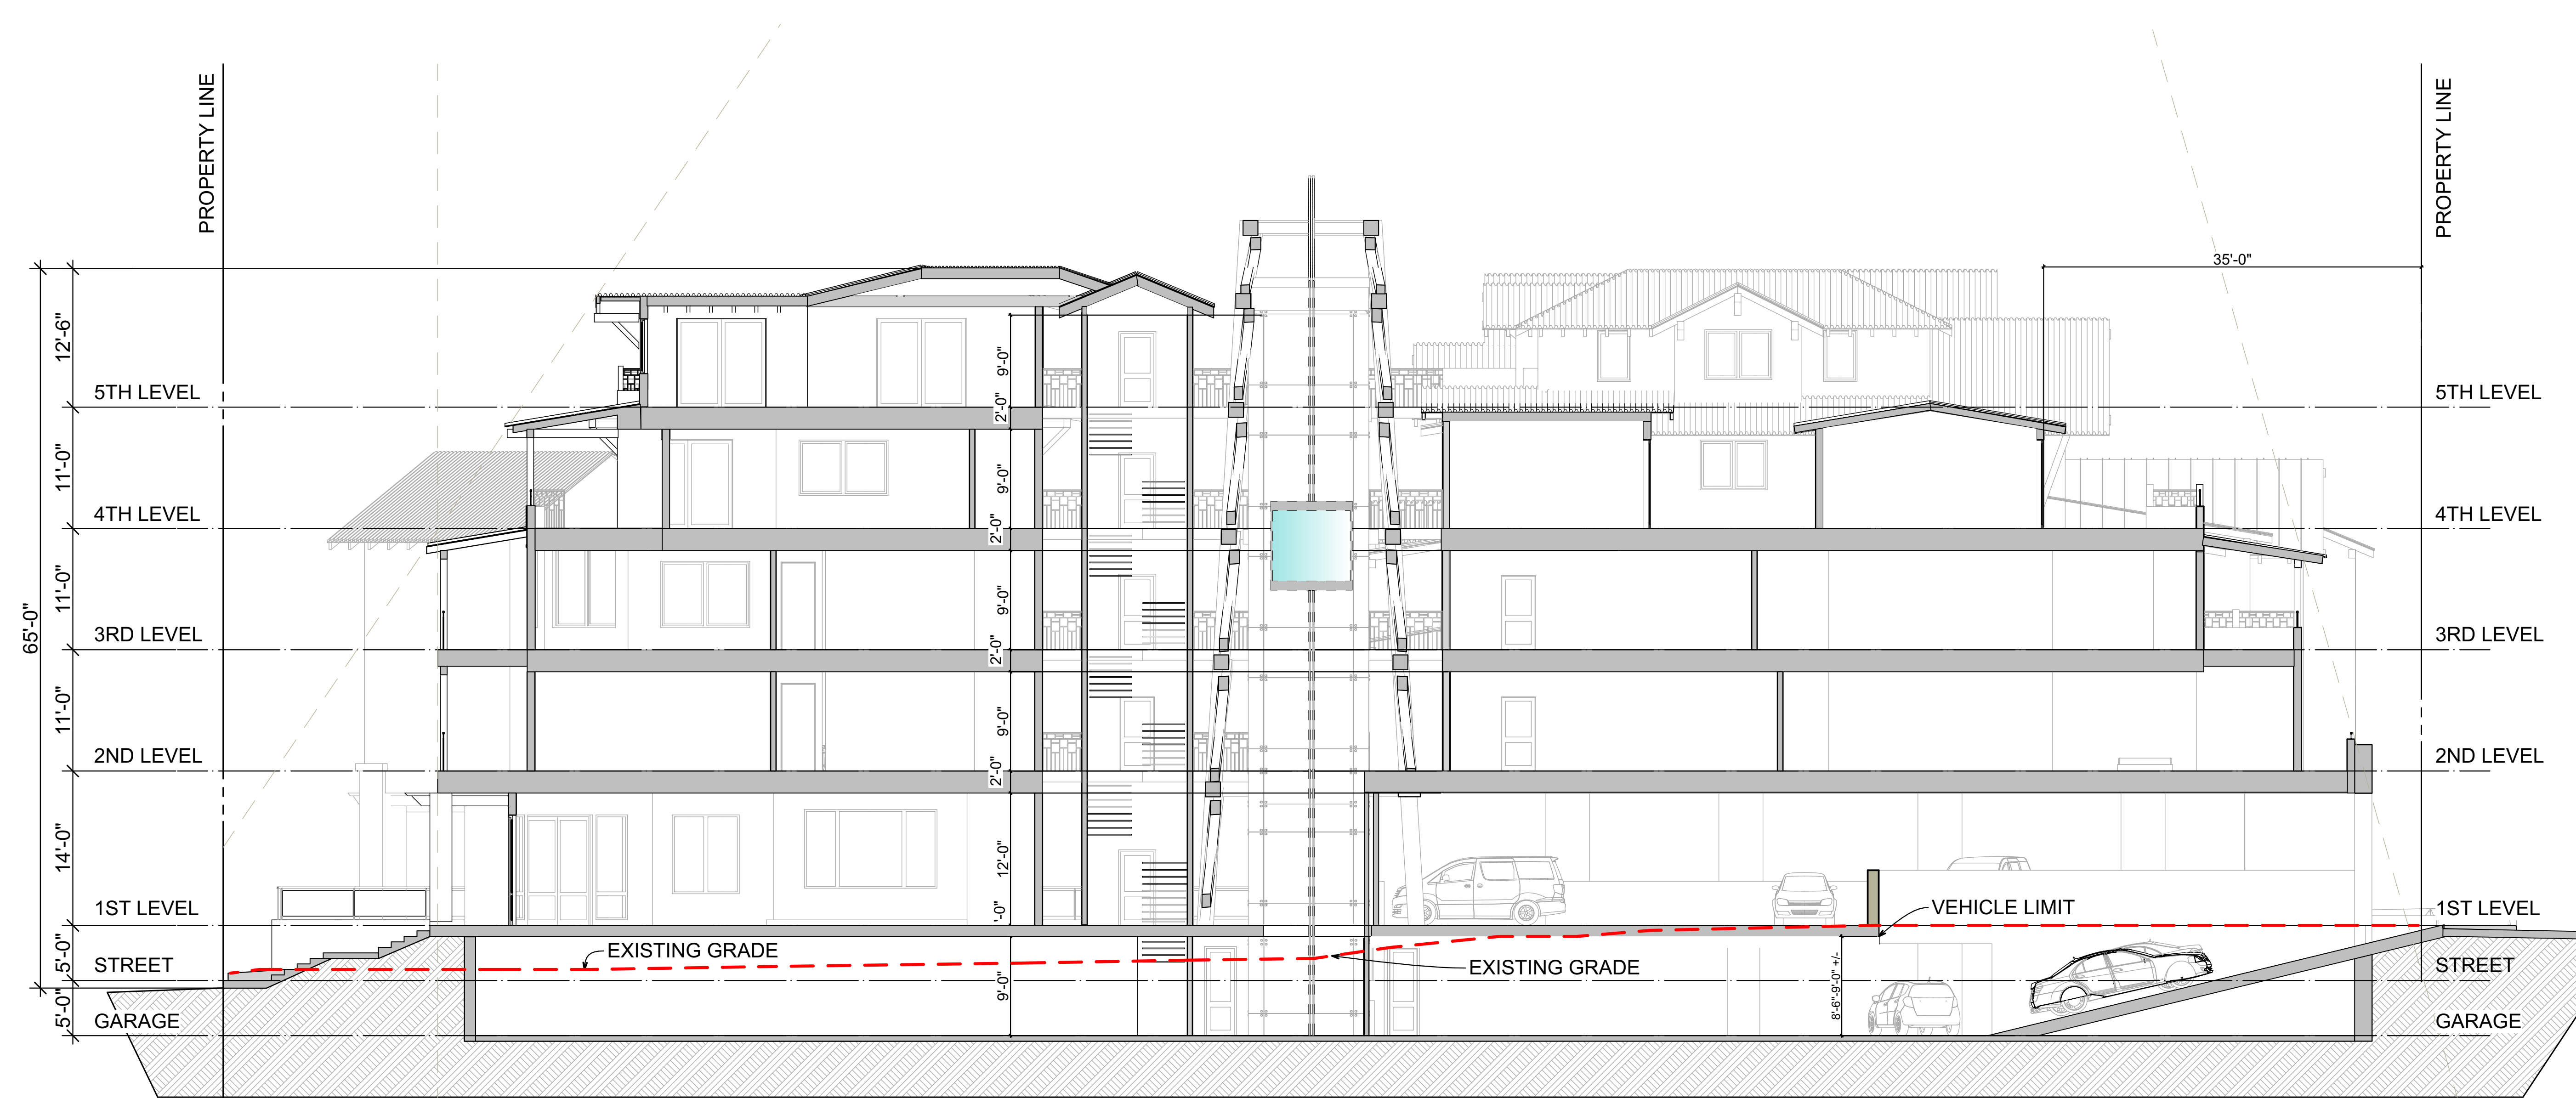 PROPERTY LINE
PROPERTY LINE
35'-0"
65'-0"
12'-6"
5TH LEVEL
11'-0"
4TH LEVEL
11'-0"
3RD LEVEL
11'-0"
2ND LEVEL
14'-0"
1ST LEVEL
5'-0"
STREET
5'-0"
GARAGE
9'-0"
2'-0"
9'-0"
2'-0"
9'-0"
2'-0"
9'-0"
2'-0"
12'-0"
'-0"
9'-0"
EXISTING GRADE
EXISTING GRADE
VEHICLE LIMIT
8'-6"-9'-0" +/-
5TH LEVEL
4TH LEVEL
3RD LEVEL
2ND LEVEL
1ST LEVEL
STREET
GARAGE